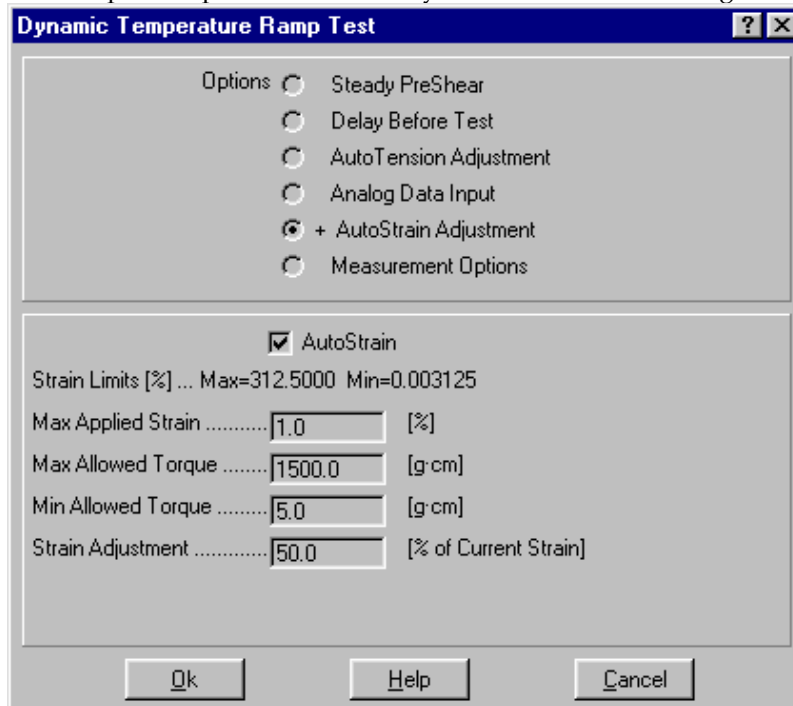 Dynamic Temperature Ramp Test
Options Steady PreShear
Delay Before Test
AutoTension Adjustment
Analog Data Input
+ AutoStrain Adjustment
Measurement Options
AutoStrain
Strain Limits [%] ... Max=312.5000 Min=0.003125
Max Applied Strain .......... 1.0 [%]
Max Allowed Torque ....... 1500.0 [g·cm]
Min Allowed Torque ........ 5.0 [g·cm]
Strain Adjustment ............. 50.0 [% of Current Strain]
Ok Help Cancel